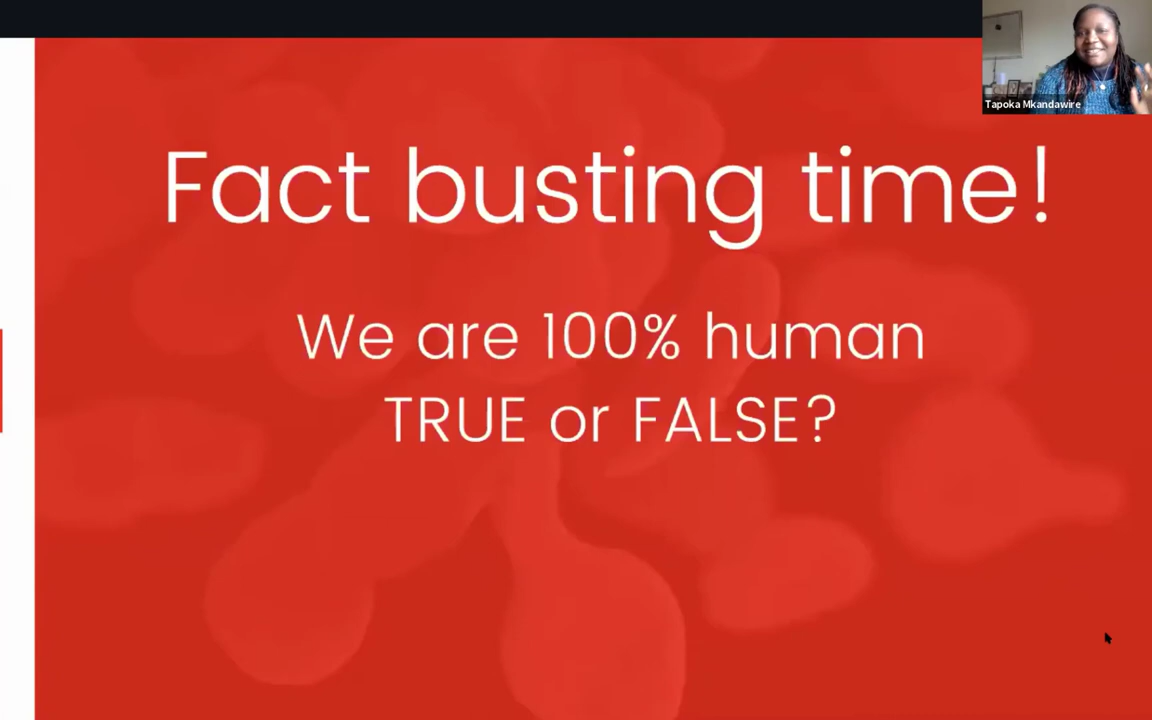 Tapoka Mkandawire
Fact busting time!
We are 100% human
TRUE or FALSE?